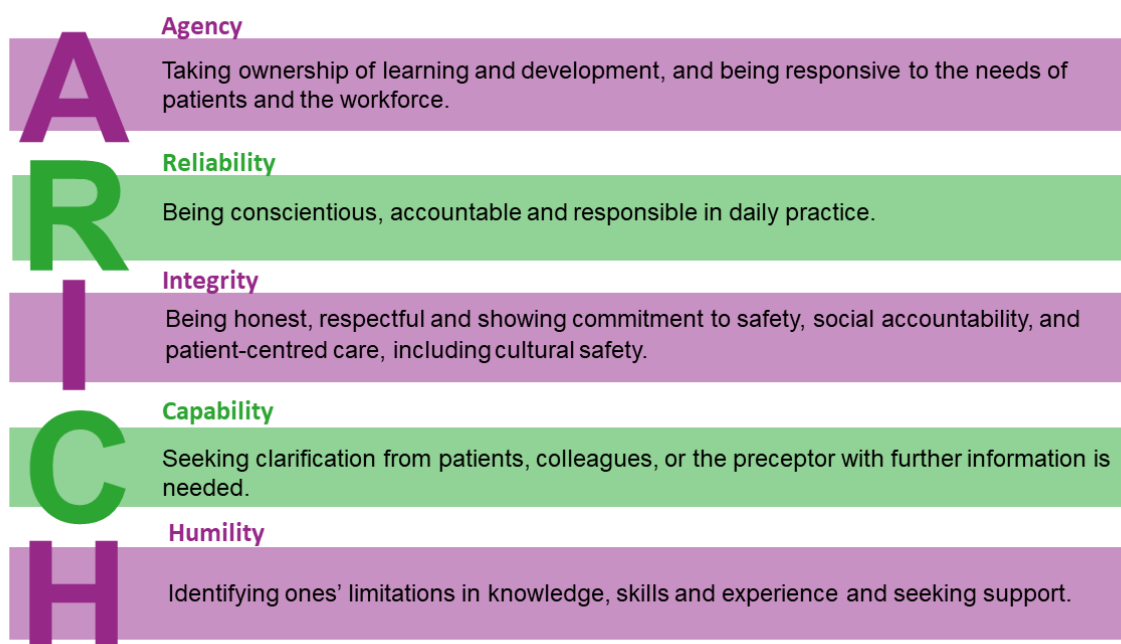 A
Agency
Taking ownership of learning and development, and being responsive to the needs of
patients and the workforce.
R
Reliability
Being conscientious, accountable and responsible in daily practice.
I
Integrity
Being honest, respectful and showing commitment to safety, social accountability, and
patient-centred care, including cultural safety.
C
Capability
Seeking clarification from patients, colleagues, or the preceptor with further information is
needed.
H
Humility
Identifying ones’ limitations in knowledge, skills and experience and seeking support.